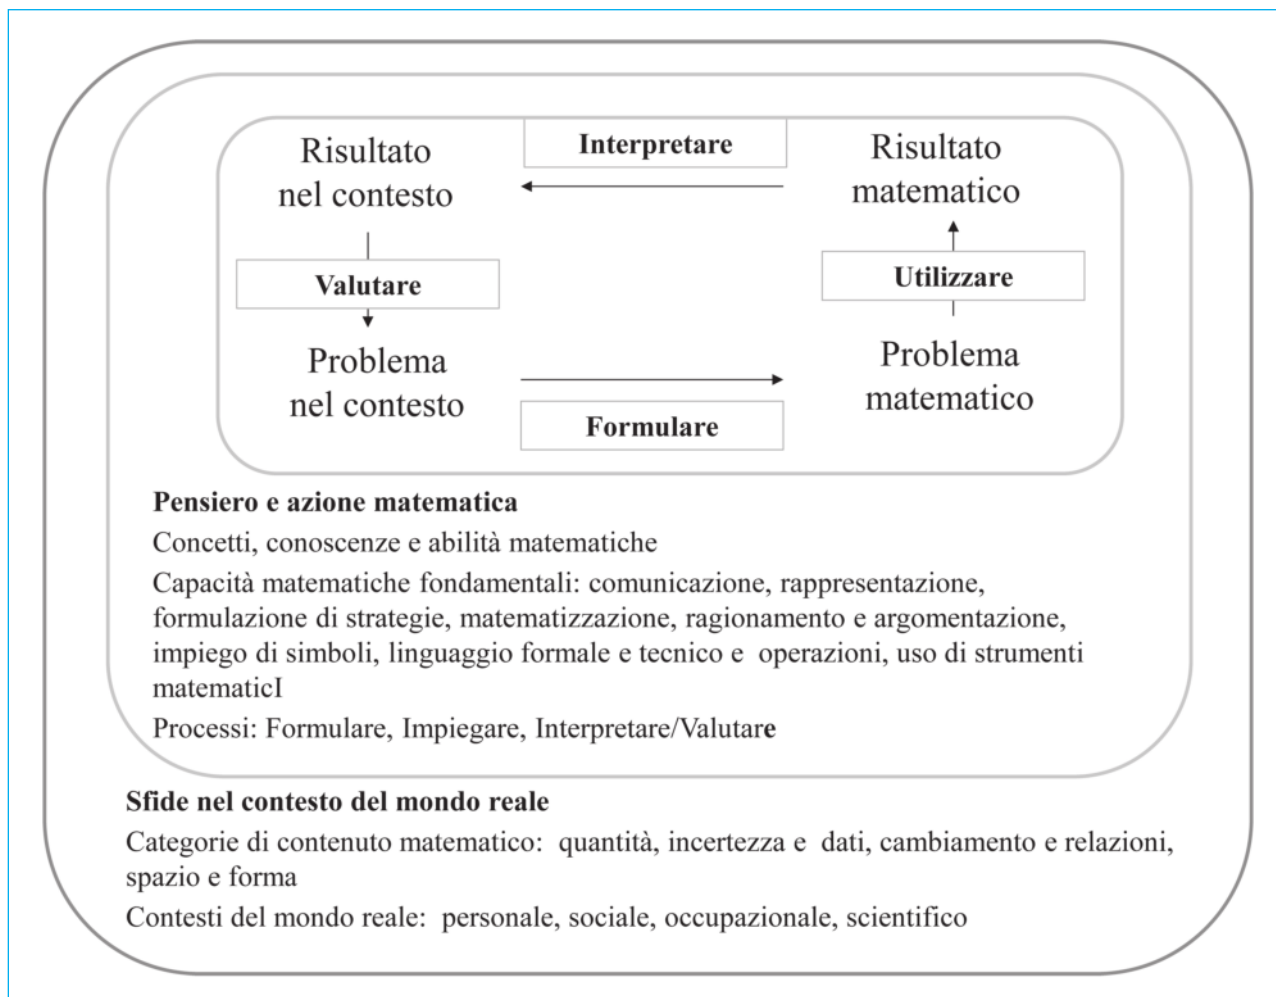 Risultato
nel contesto
Interpretare
Risultato
matematico
Valutare
Utilizzare
Problema
nel contesto
Problema
matematico
Formulare
Pensiero e azione matematica
Concetti, conoscenze e abilità matematiche
Capacità matematiche fondamentali: comunicazione, rappresentazione,
formulazione di strategie, matematizzazione, ragionamento e argomentazione,
impiego di simboli, linguaggio formale e tecnico e operazioni, uso di strumenti
matematicI
Processi: Formulare, Impiegare, Interpretare/Valutare
Sfide nel contesto del mondo reale
Categorie di contenuto matematico: quantità, incertezza e dati, cambiamento e relazioni,
spazio e forma
Contesti del mondo reale: personale, sociale, occupazionale, scientifico